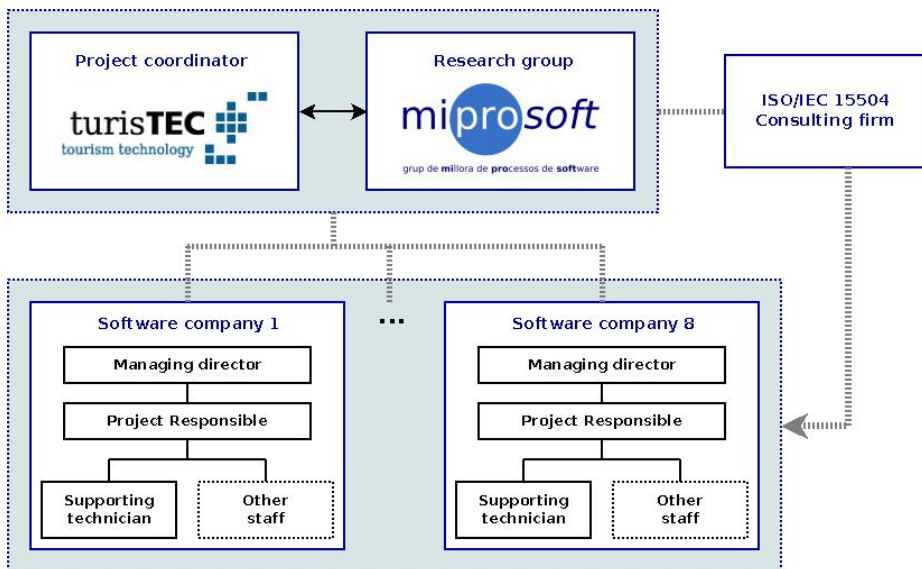 Project coordinator
turisTEC
tourism technology
Research group
miprosoft
grup de millora de processos de software
ISO/IEC 15504
Consulting firm
Software company 1
Managing director
Project Responsible
Supporting
technician
Other
staff
...
Software company 8
Managing director
Project Responsible
Supporting
technician
Other
staff